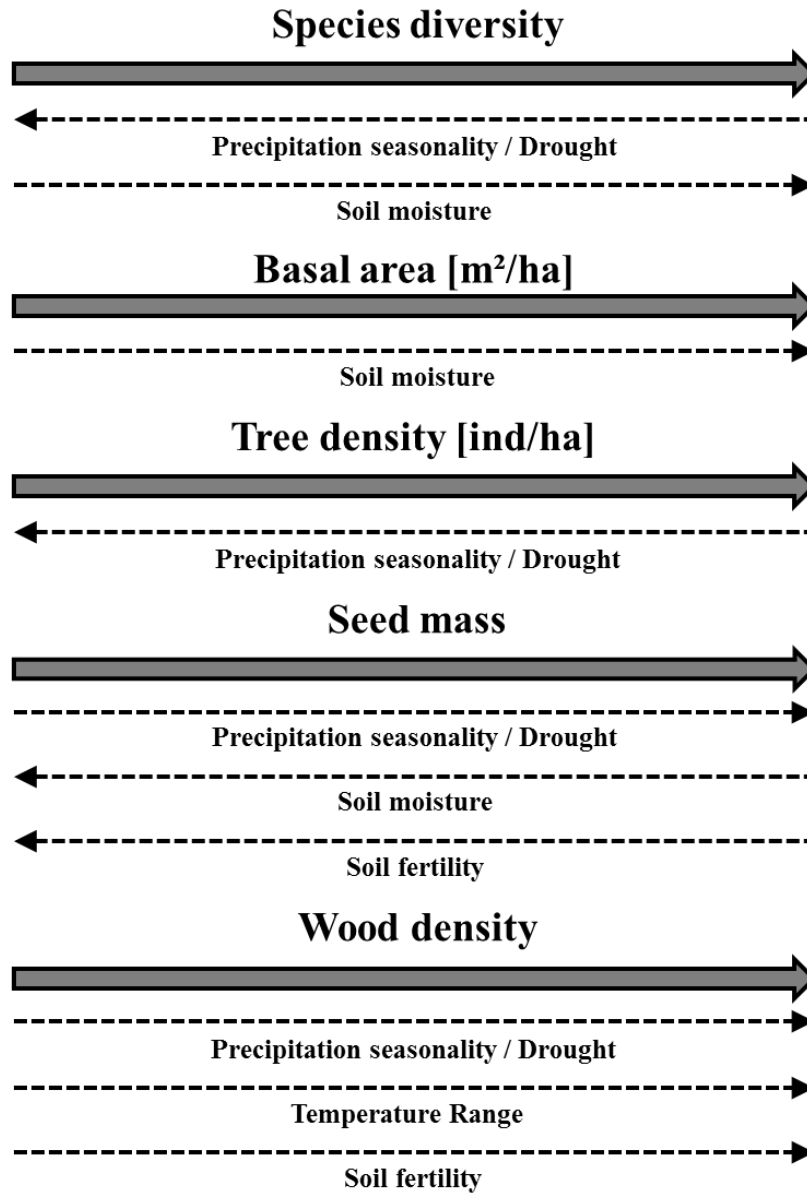 Species diversity
Precipitation seasonality / Drought
Soil moisture
Basal area [m²/ha]
Soil moisture
Tree density [ind/ha]
Precipitation seasonality / Drought
Seed mass
Precipitation seasonality / Drought
Soil moisture
Soil fertility
Wood density
Precipitation seasonality / Drought
Temperature Range
Soil fertility